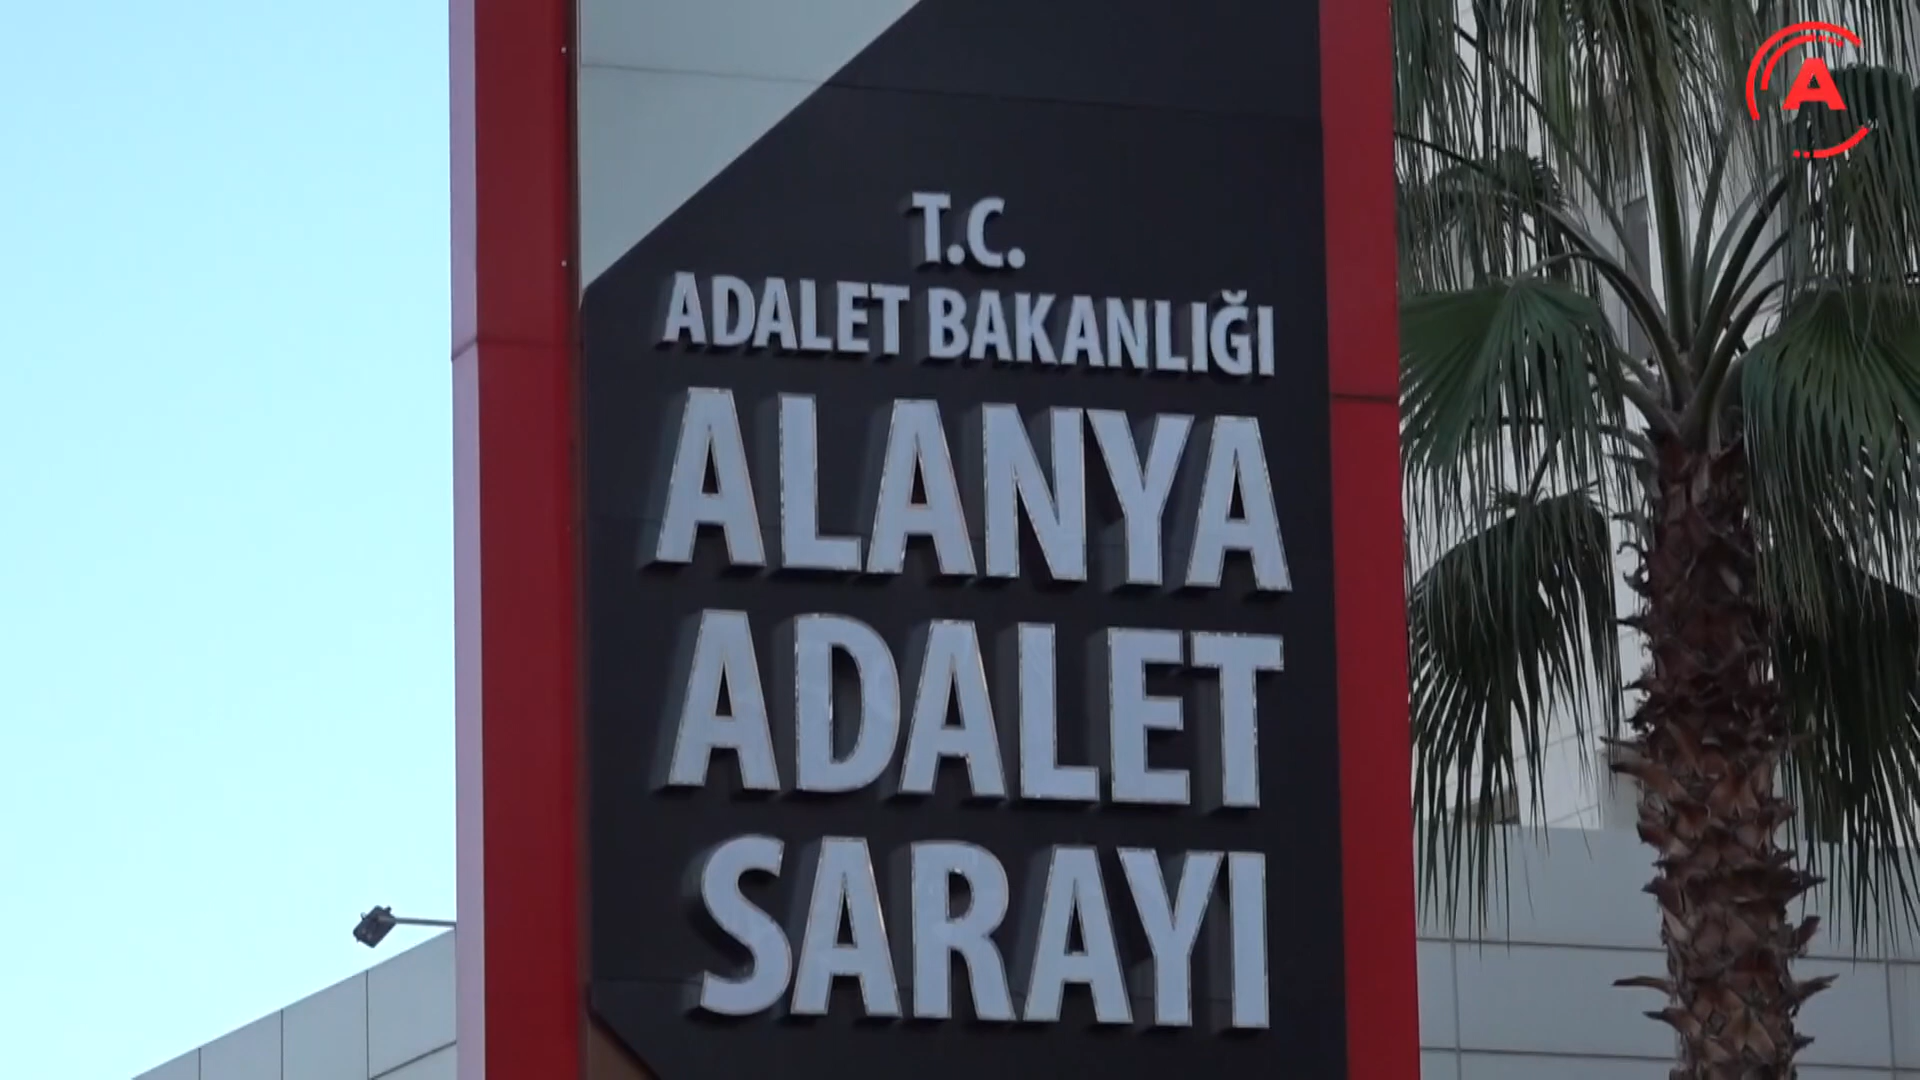 A
T.C.
ADALET BAKANLIĞI
ALANYA
ADALET
SARAYI